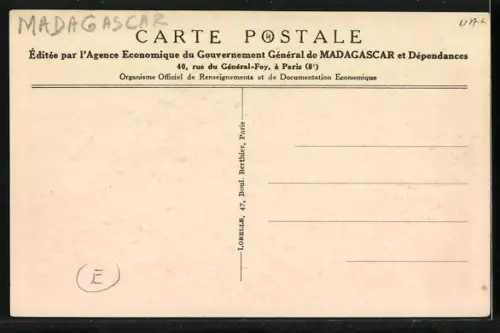 MADAGASCAR
CARTE POSTALE
Éditée par l'Agence Economique du Gouvernement Général de MADAGASCAR et Dépendances
40, rue du Général-Foy, à Paris (8e)
Organisme Officiel de Renseignements et de Documentation Economique
LORELLE, 47, Boul. Berthier, Paris
E